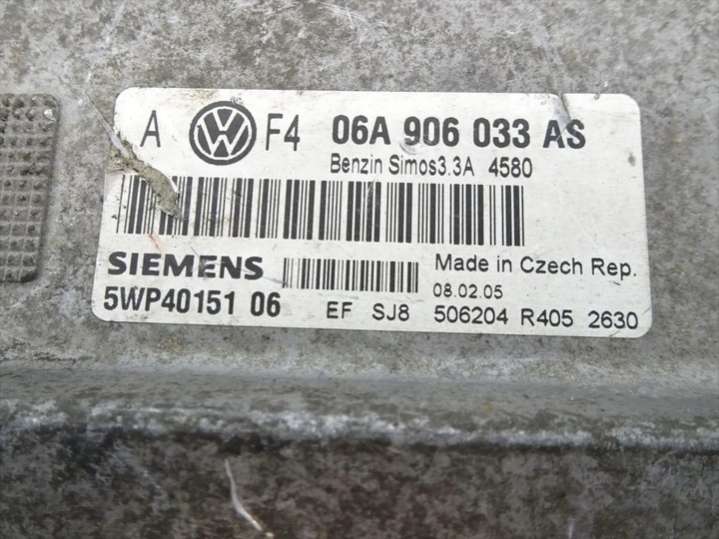 A VW F4 06A 906 033 AS
Benzin Simos3.3A 4580
SIEMENS Made in Czech Rep.
08.02.05
5WP40151 06 EF SJ8 506204 R405 2630